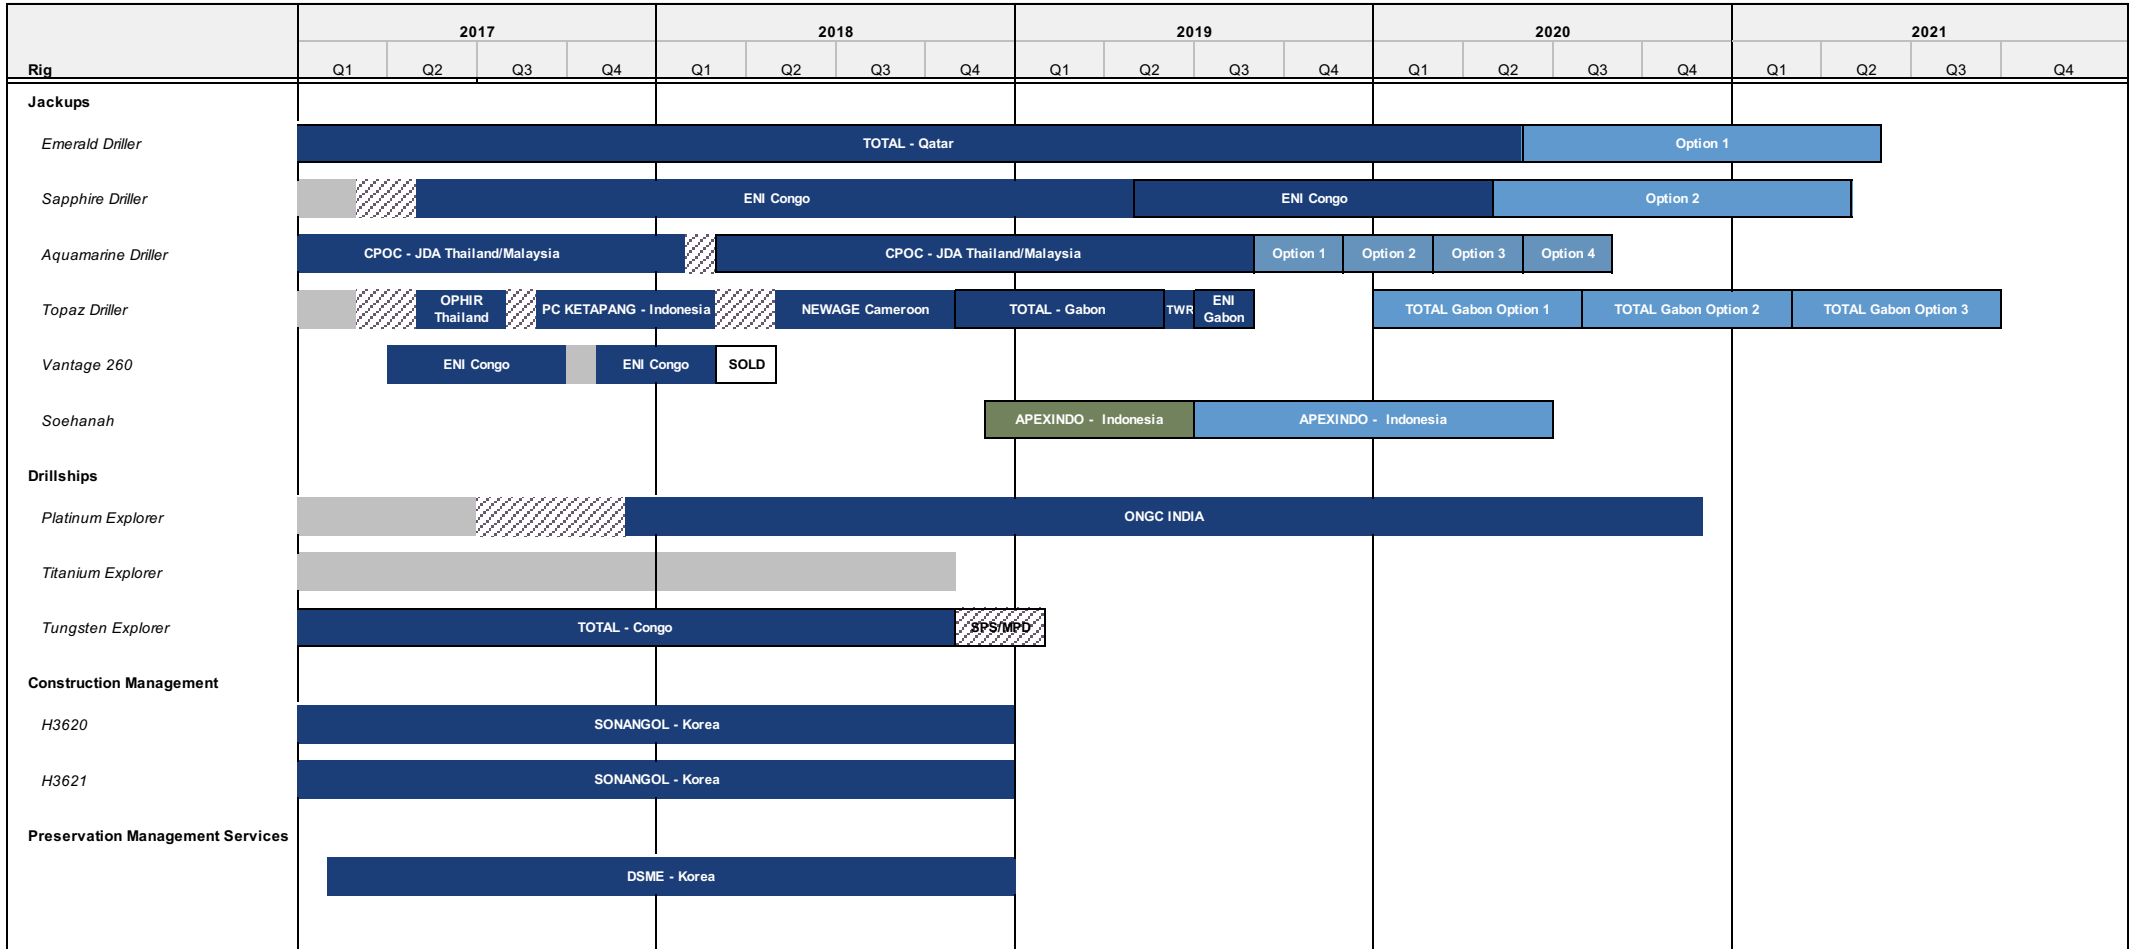 2017 2018 2019 2020 2021
Rig Q1 Q2 Q3 Q4 Q1 Q2 Q3 Q4 Q1 Q2 Q3 Q4 Q1 Q2 Q3 Q4 Q1 Q2 Q3 Q4
Jackups
Emerald Driller TOTAL - Qatar Option 1
Sapphire Driller ENI Congo ENI Congo Option 2
Aquamarine Driller CPOC - JDA Thailand/Malaysia CPOC - JDA Thailand/Malaysia Option 1 Option 2 Option 3 Option 4
Topaz Driller OPHIR Thailand PC KETAPANG - Indonesia NEWAGE Cameroon TOTAL - Gabon TWR ENI Gabon TOTAL Gabon Option 1 TOTAL Gabon Option 2 TOTAL Gabon Option 3
Vantage 260 ENI Congo ENI Congo SOLD
Soehanah APEXINDO - Indonesia APEXINDO - Indonesia
Drillships
Platinum Explorer ONGC INDIA
Titanium Explorer
Tungsten Explorer TOTAL - Congo SPS/MPD
Construction Management
H3620 SONANGOL - Korea
H3621 SONANGOL - Korea
Preservation Management Services
DSME - Korea